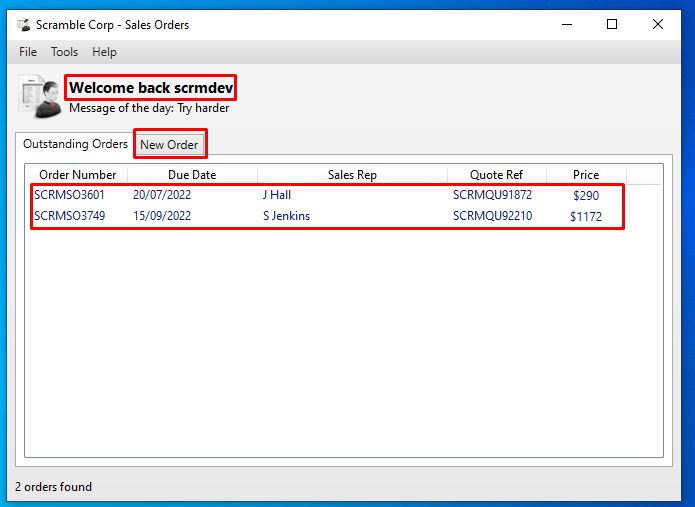 Scramble Corp - Sales Orders
File Tools Help
Welcome back scrmdev
Message of the day: Try harder
Outstanding Orders New Order
Order Number Due Date Sales Rep Quote Ref Price
SCRMSO3601 20/07/2022 J Hall SCRMQU91872 $290
SCRMSO3749 15/09/2022 S Jenkins SCRMQU92210 $1172
2 orders found